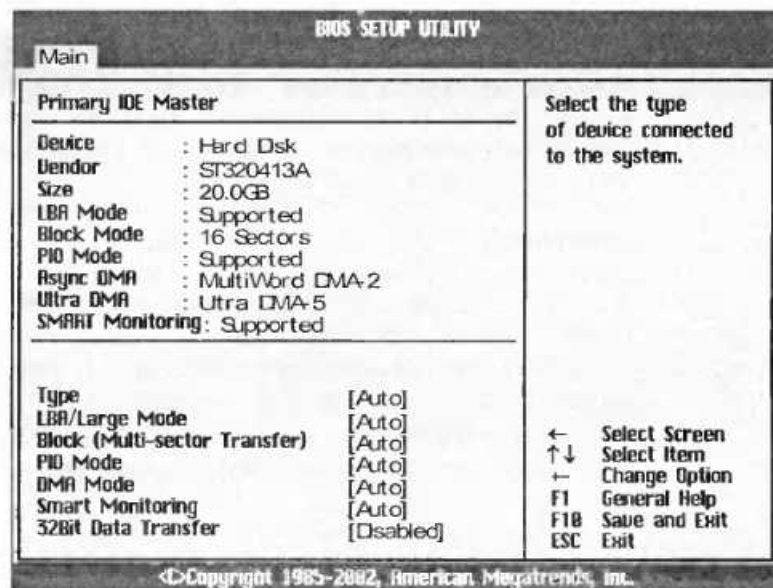 BIOS SETUP UTILITY
Main
Primary IDE Master
Device : Hard Disk
Vendor : ST320413A
Size : 20.0GB
LBA Mode : Supported
Block Mode : 16 Sectors
PIO Mode : Supported
Async DMA : MultiWord DMA-2
Ultra DMA : Utra DMA-5
SMART Monitoring: Supported
Type [Auto]
LBA/Large Mode [Auto]
Block (Multi-sector Transfer) [Auto]
PIO Mode [Auto]
DMA Mode [Auto]
Smart Monitoring [Auto]
32Bit Data Transfer [Disabled]
Select the type
of device connected
to the system.
← Select Screen
↑↓ Select Item
+- Change Option
F1 General Help
F10 Save and Exit
ESC Exit
<C>Copyright 1985-2002, American Megatrends, Inc.